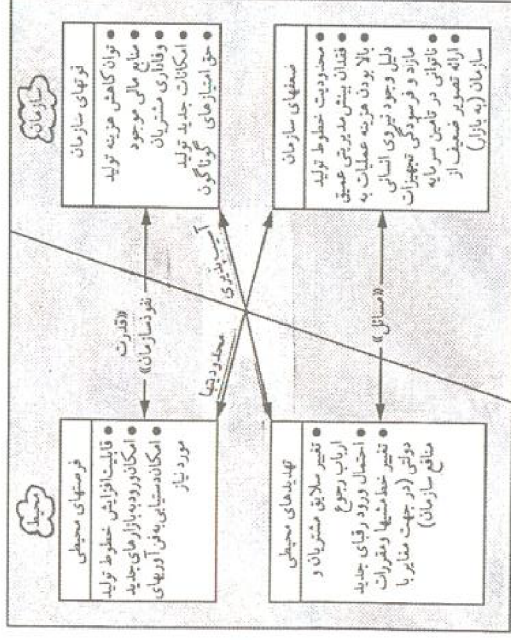 سازمان
قوتهای سازمان
● توان کاهش هزینه تولید
● منابع مالی موجود
● وفاداری مشتریان
● امکانات جدید تولید
● حق امتیازهای گوناگون
ضعفهای سازمان
● محدودیت خطوط تولید
● فقدان بینش مدیریتی عمیق
● بالا بودن هزینه عملیات به
دلیل وجود نیروی انسانی
مازاد و فرسودگی تجهیزات
● ناتوانی در تامین سرمایه
● ارائه تصویر ضعیف از
سازمان (به بازار)
«قدرت
نفوذ سازمان»
آسیب‌پذیری
محدودیتها
«مسائل»
محیط
فرصتهای محیطی
● قابلیت افزایش خطوط تولید
● امکان ورود به بازارهای جدید
● امکان دستیابی به فن‌آوریهای
مورد نیاز
تهدیدهای محیطی
● تغییر سلایق مشتریان و
ارباب رجوع
● احتمال ورود رقبای جدید
● تغییر خط‌مشیها و مقررات
دولتی (در جهت مغایر با
منافع سازمان)